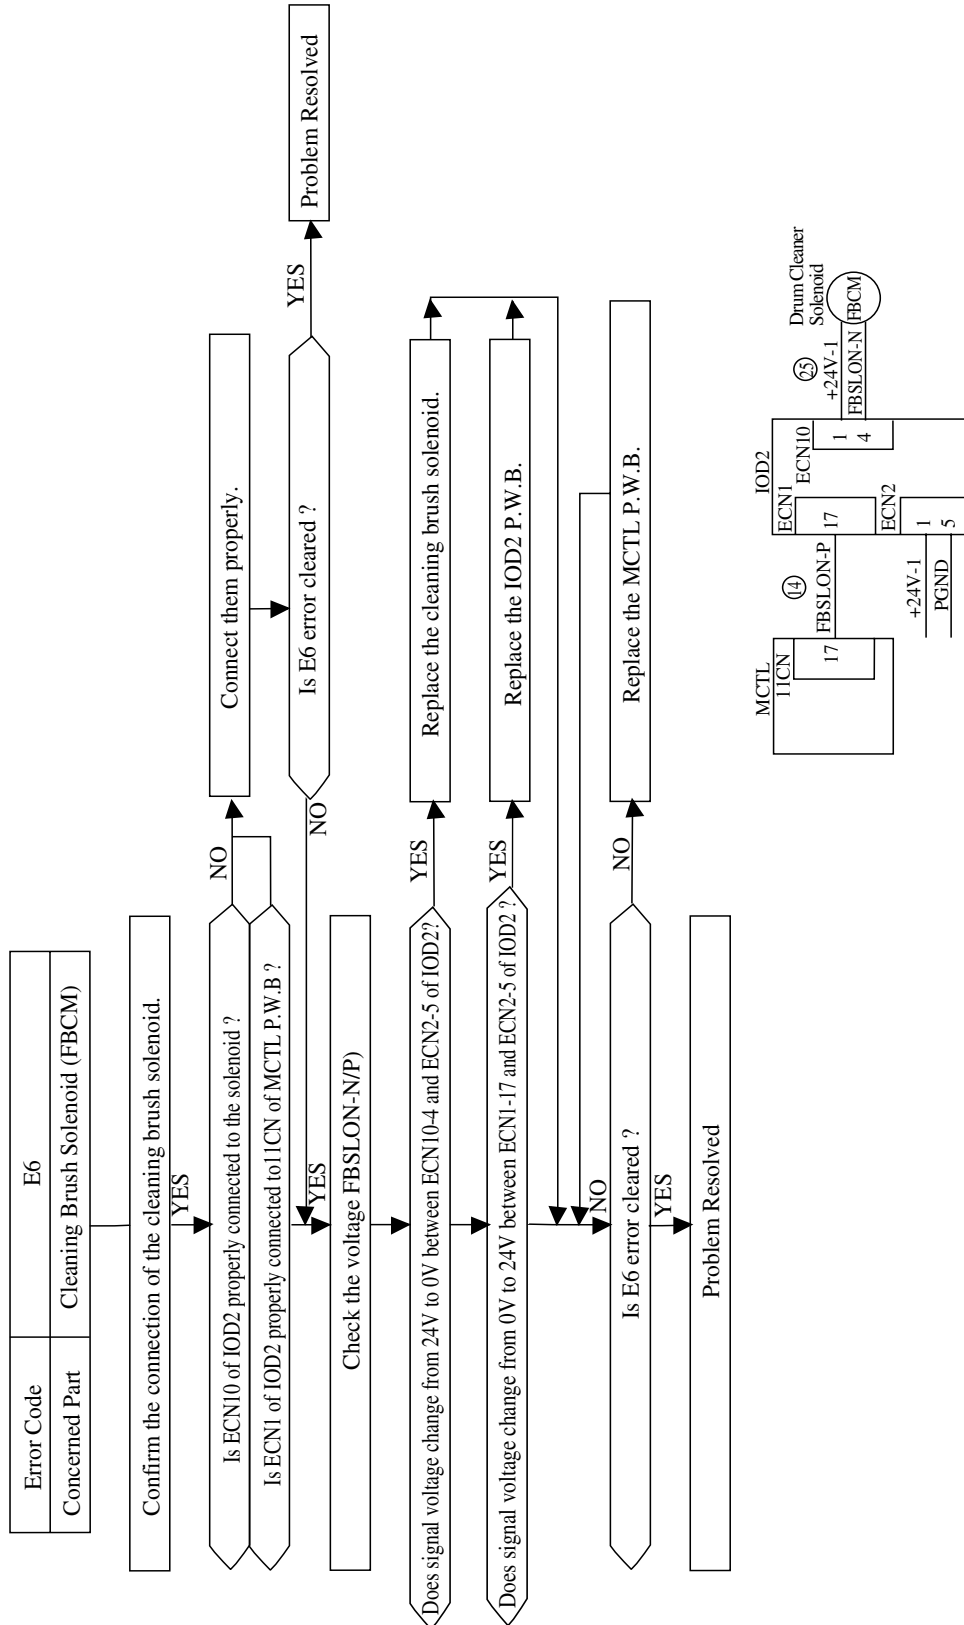 Error Code
E6
Concerned Part
Cleaning Brush Solenoid (FBCM)
Confirm the connection of the cleaning brush solenoid.
YES
Is ECN10 of IOD2 properly connected to the solenoid ?
Is ECN1 of IOD2 properly connected to11CN of MCTL P.W.B ?
NO
Connect them properly.
Is E6 error cleared ?
YES
Problem Resolved
NO
YES
Check the voltage FBSLON-N/P)
Does signal voltage change from 24V to 0V between ECN10-4 and ECN2-5 of IOD2?
YES
Replace the cleaning brush solenoid.
Does signal voltage change from 0V to 24V between ECN1-17 and ECN2-5 of IOD2 ?
YES
Replace the IOD2 P.W.B.
NO
Is E6 error cleared ?
NO
Replace the MCTL P.W.B.
YES
Problem Resolved
MCTL
11CN
17
14
FBSLON-P
+24V-1
PGND
IOD2
ECN1
17
ECN2
1
5
ECN10
1
4
25
+24V-1
FBSLON-N
Drum Cleaner
Solenoid
FBCM